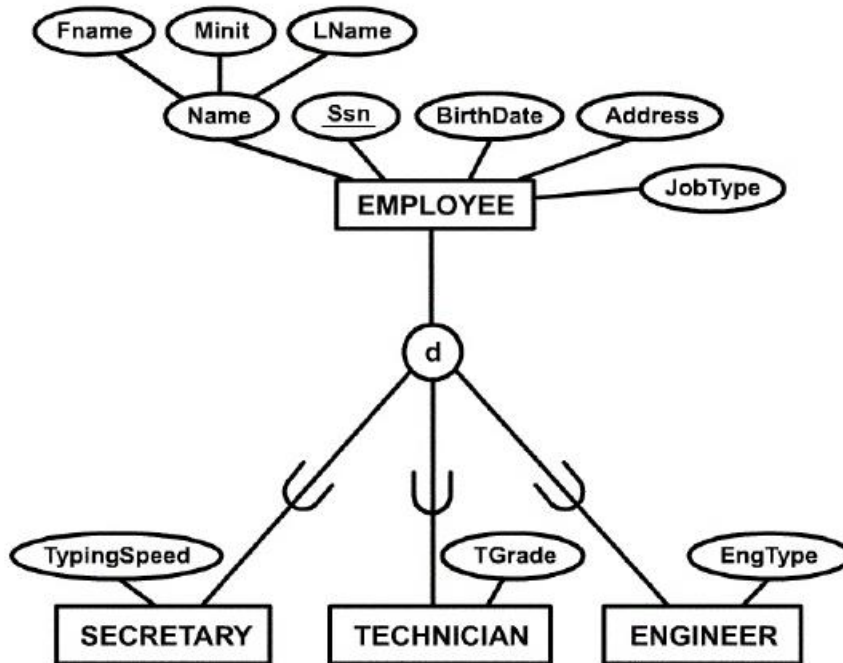 Fname Minit LName
Name Ssn BirthDate Address
EMPLOYEE JobType
d
TypingSpeed TGrade EngType
SECRETARY TECHNICIAN ENGINEER